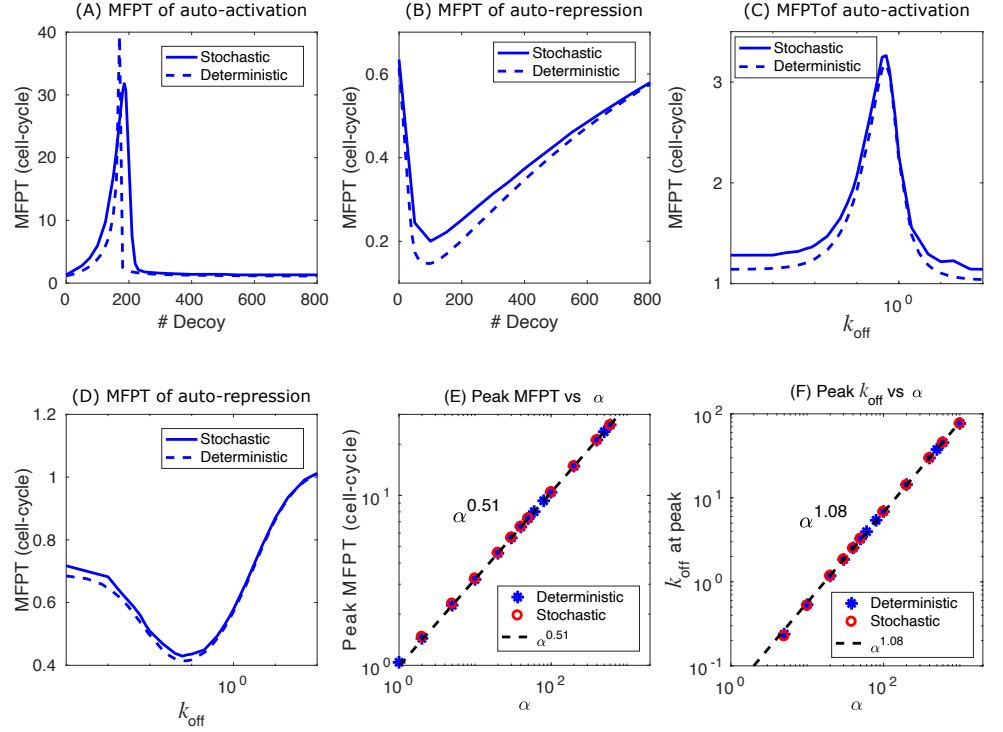 (A) MFPT of auto-activation
MFPT (cell-cycle)
40
30
20
10
0
0
200
400
600
800
# Decoy
Stochastic
Deterministic
(B) MFPT of auto-repression
MFPT (cell-cycle)
0.6
0.4
0.2
0
200
400
600
800
# Decoy
Stochastic
Deterministic
(C) MFPTof auto-activation
MFPT (cell-cycle)
3
2
1
10^0
k_off
Stochastic
Deterministic
(D) MFPT of auto-repression
MFPT (cell-cycle)
1.2
1
0.8
0.6
0.4
10^0
k_off
Stochastic
Deterministic
(E) Peak MFPT vs α
Peak MFPT (cell-cycle)
10^1
10^0
10^0
10^2
α
α^0.51
Deterministic
Stochastic
α^0.51
(F) Peak k_off vs α
k_off at peak
10^2
10^1
10^0
10^-1
10^0
10^2
α
α^1.08
Deterministic
Stochastic
α^1.08